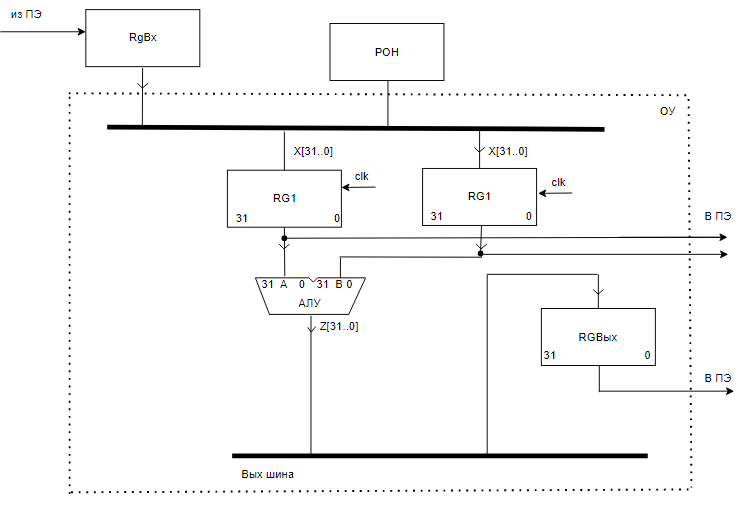 из ПЭ
RgВх
РОН
ОУ
X[31..0]
X[31..0]
clk
clk
RG1
31 0
RG1
31 0
В ПЭ
31 A 0 31 B 0
АЛУ
Z[31..0]
RGВых
31 0
В ПЭ
Вых шина